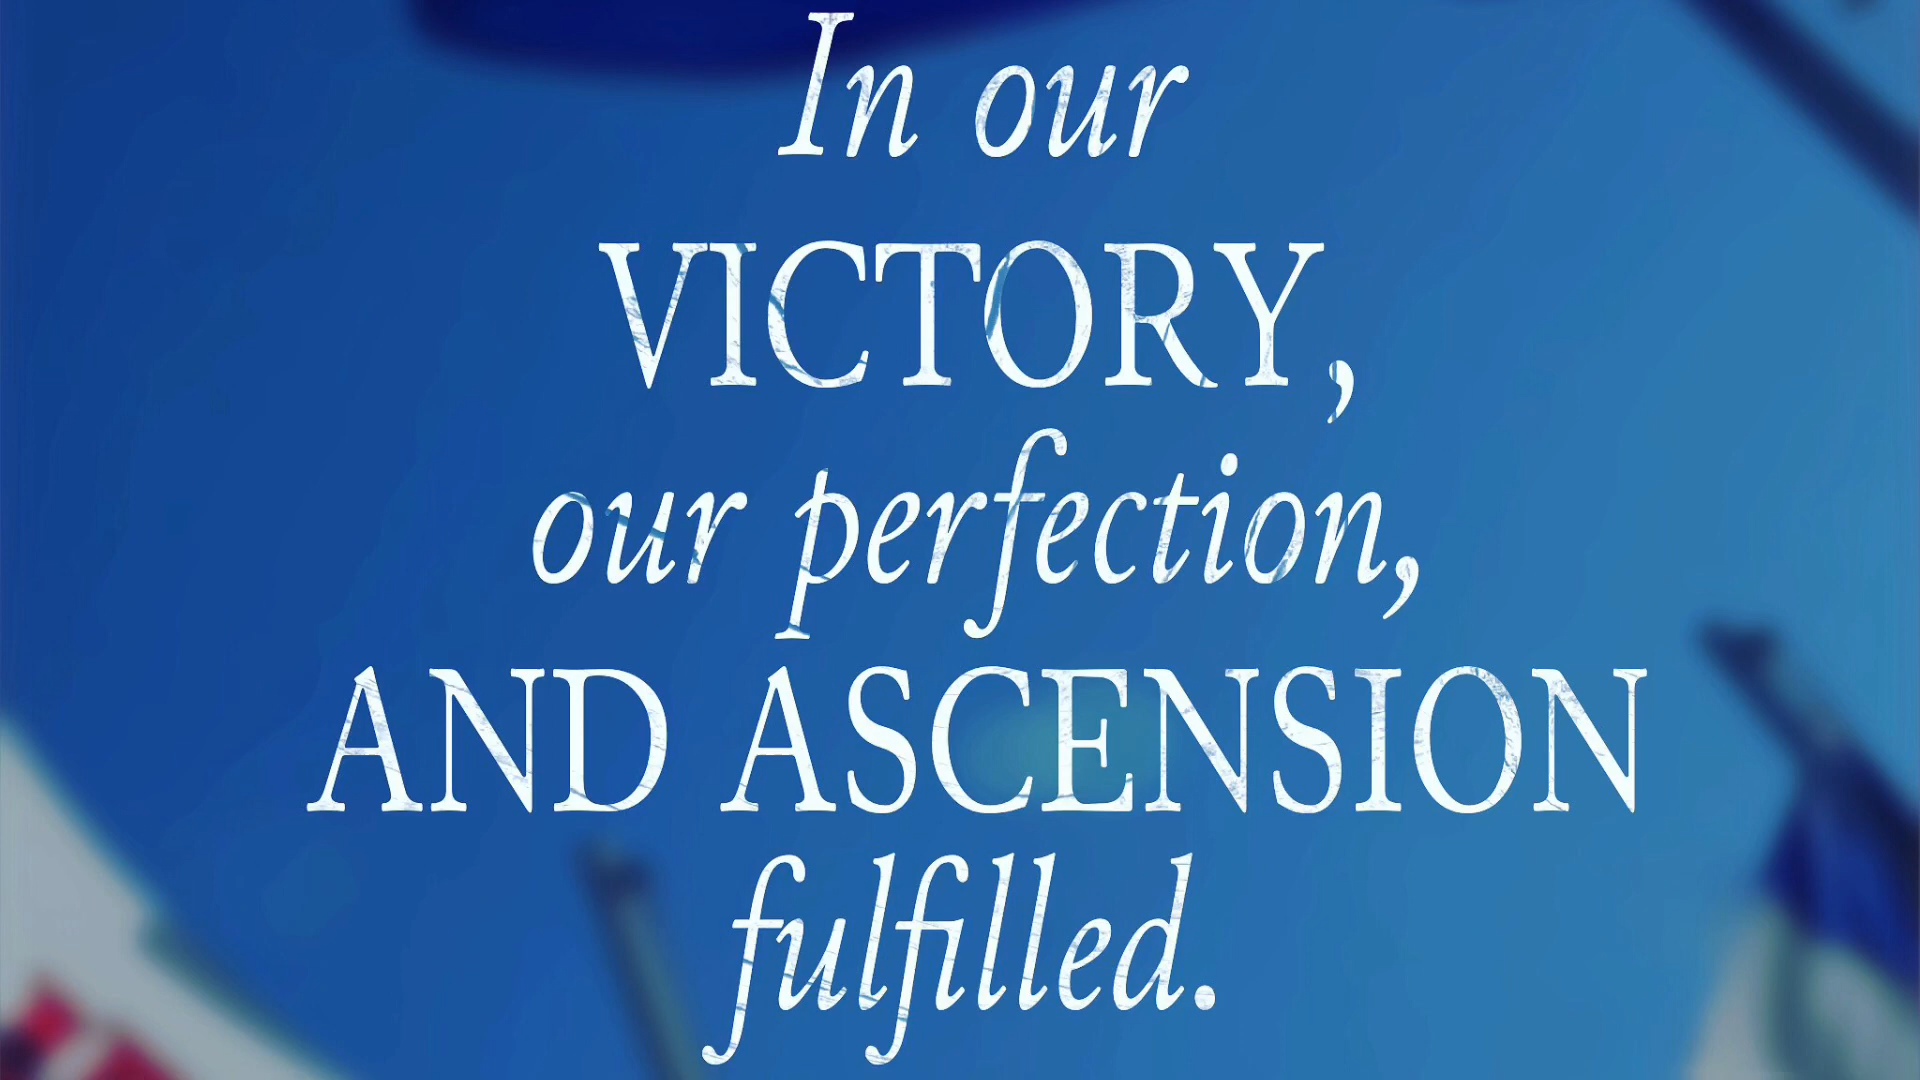 In our
VICTORY,
our perfection,
AND ASCENSION
fulfilled.